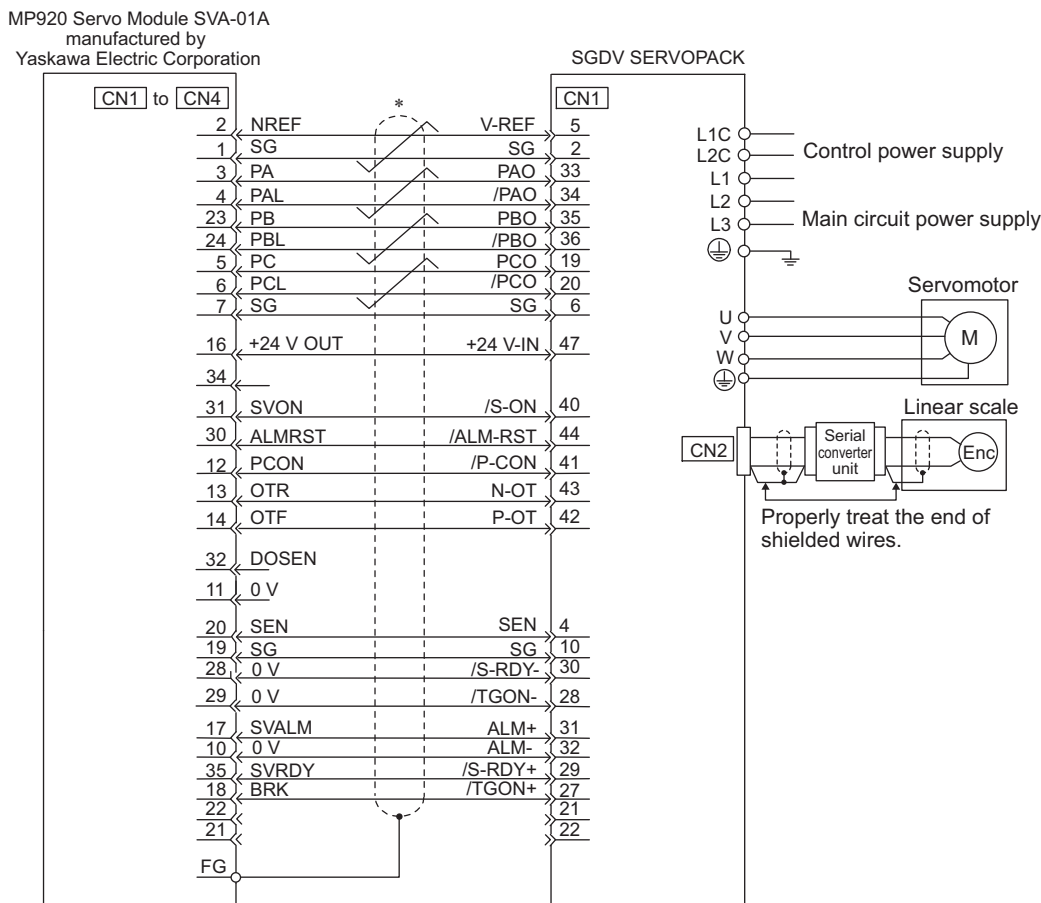 MP920 Servo Module SVA-01A
manufactured by
Yaskawa Electric Corporation
SGDV SERVOPACK
CN1 to CN4
*
CN1
2 NREF V-REF 5
1 SG SG 2
3 PA PAO 33
4 PAL /PAO 34
23 PB PBO 35
24 PBL /PBO 36
5 PC PCO 19
6 PCL /PCO 20
7 SG SG 6
16 +24 V OUT +24 V-IN 47
34
31 SVON /S-ON 40
30 ALMRST /ALM-RST 44
12 PCON /P-CON 41
13 OTR N-OT 43
14 OTF P-OT 42
32 DOSEN
11 0 V
20 SEN SEN 4
19 SG SG 10
28 0 V /S-RDY- 30
29 0 V /TGON- 28
17 SVALM ALM+ 31
10 0 V ALM- 32
35 SVRDY /S-RDY+ 29
18 BRK /TGON+ 27
22 21
21 22
FG
L1C
L2C
Control power supply
L1
L2
L3
Main circuit power supply
Servomotor
U
V
W
M
Linear scale
CN2
Serial
converter
unit
Enc
Properly treat the end of
shielded wires.